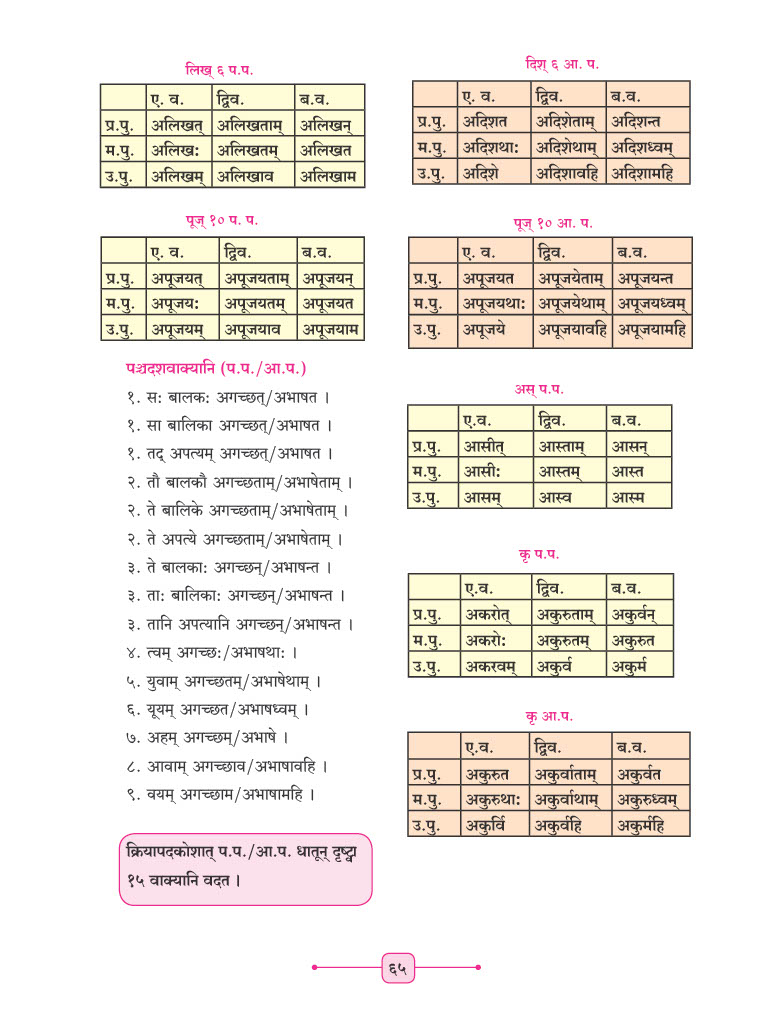 लिख् ६ प.प.
ए. व. द्विव. ब.व.
प्र.पु. अलिखत् अलिखताम् अलिखन्
म.पु. अलिख: अलिखतम् अलिखत
उ.पु. अलिखम् अलिखाव अलिखाम
पूज् १० प. प.
ए. व. द्विव. ब.व.
प्र.पु. अपूजयत् अपूजयताम् अपूजयन्
म.पु. अपूजय: अपूजयतम् अपूजयत
उ.पु. अपूजयम् अपूजयाव अपूजयाम
पञ्चदशवाक्यानि (प.प./आ.प.)
१. स: बालक: अगच्छत्/अभाषत ।
१. सा बालिका अगच्छत्/अभाषत ।
१. तद् अपत्यम् अगच्छत्/अभाषत ।
२. तौ बालकौ अगच्छताम्/अभाषेताम् ।
२. ते बालिके अगच्छताम्/अभाषेताम् ।
२. ते अपत्ये अगच्छताम्/अभाषेताम् ।
३. ते बालका: अगच्छन्/अभाषन्त ।
३. ता: बालिका: अगच्छन्/अभाषन्त ।
३. तानि अपत्यानि अगच्छन्/अभाषन्त ।
४. त्वम् अगच्छ:/अभाषथा: ।
५. युवाम् अगच्छतम्/अभाषेथाम् ।
६. यूयम् अगच्छत/अभाषध्वम् ।
७. अहम् अगच्छम्/अभाषे ।
८. आवाम् अगच्छाव/अभाषावहि ।
९. वयम् अगच्छाम/अभाषामहि ।
क्रियापदकोशात् प.प./आ.प. धातून् दृष्ट्वा
१५ वाक्यानि वदत ।
दिश् ६ आ. प.
ए. व. द्विव. ब.व.
प्र.पु. अदिशत अदिशेताम् अदिशन्त
म.पु. अदिशथा: अदिशेथाम् अदिशध्वम्
उ.पु. अदिशे अदिशावहि अदिशामहि
पूज् १० आ. प.
ए. व. द्विव. ब.व.
प्र.पु. अपूजयत अपूजयेताम् अपूजयन्त
म.पु. अपूजयथा: अपूजयेथाम् अपूजयध्वम्
उ.पु. अपूजये अपूजयावहि अपूजयामहि
अस् प.प.
ए.व. द्विव. ब.व.
प्र.पु. आसीत् आस्ताम् आसन्
म.पु. आसी: आस्तम् आस्त
उ.पु. आसम् आस्व आस्म
कृ प.प.
ए.व. द्विव. ब.व.
प्र.पु. अकरोत् अकुरुताम् अकुर्वन्
म.पु. अकरो: अकुरुतम् अकुरुत
उ.पु. अकरवम् अकुर्व अकुर्म
कृ आ.प.
ए.व. द्विव. ब.व.
प्र.पु. अकुरुत अकुर्वाताम् अकुर्वत
म.पु. अकुरुथा: अकुर्वाथाम् अकुरुध्वम्
उ.पु. अकुर्वि अकुर्वहि अकुर्महि
६५